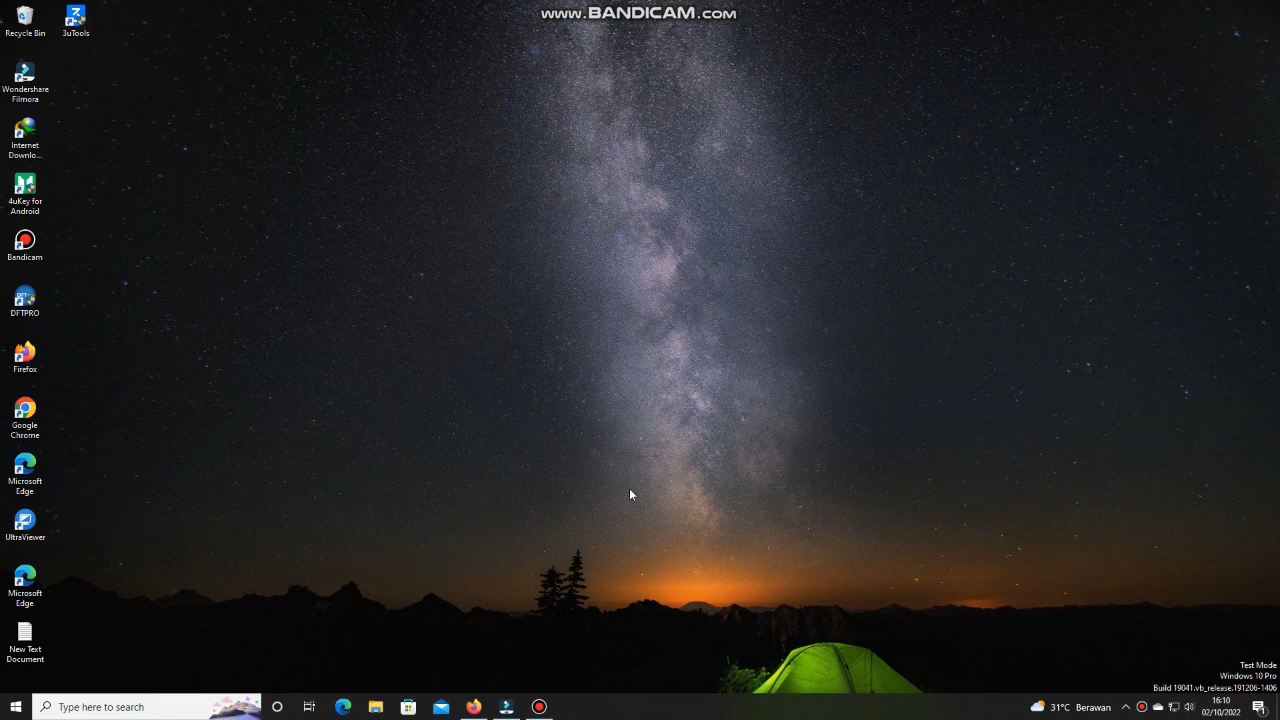 www.BANDICAM.com
Recycle Bin
3uTools
Wondershare
Filmora
Internet
Downlo...
4uKey for
Android
Bandicam
DFTPRO
Firefox
Google
Chrome
Microsoft
Edge
UltraViewer
Microsoft
Edge
New Text
Document
Test Mode
Windows 10 Pro
Build 19041.vb_release.191206-1406
Type here to search
31°C Berawan
16:10
02/10/2022